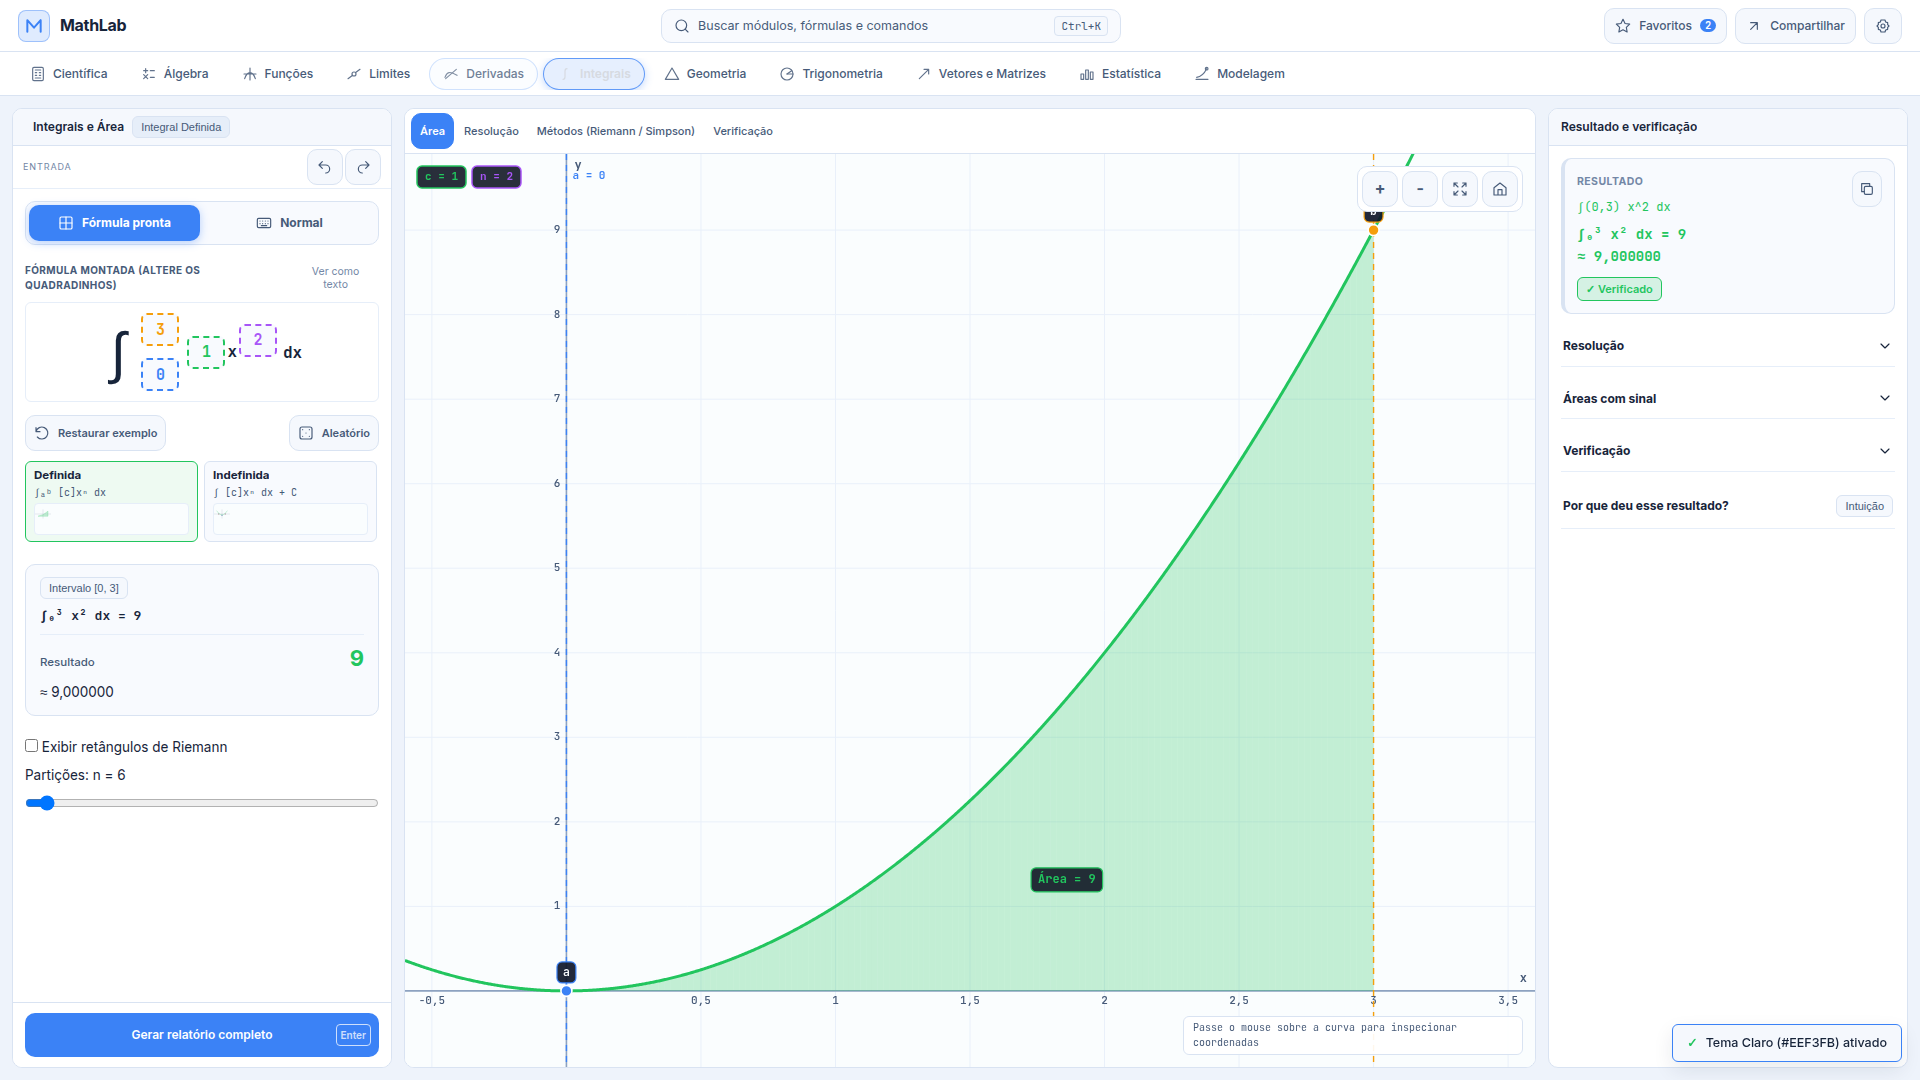 MathLab
Buscar módulos, fórmulas e comandos
Ctrl+K
Favoritos 2
Compartilhar
Científica
Álgebra
Funções
Limites
Derivadas
Integrais
Geometria
Trigonometria
Vetores e Matrizes
Estatística
Modelagem
Integrais e Área
Integral Definida
ENTRADA
Fórmula pronta
Normal
FÓRMULA MONTADA (ALTERE OS
QUADRADINHOS)
Ver como
texto
∫ 3 0 1 x 2 dx
Restaurar exemplo
Aleatório
Definida
∫ₐᵇ [c]xⁿ dx
Indefinida
∫ [c]xⁿ dx + C
Intervalo [0, 3]
∫₀³ x² dx = 9
Resultado
9
≈ 9,000000
Exibir retângulos de Riemann
Partições: n = 6
Gerar relatório completo
Enter
Área
Resolução
Métodos (Riemann / Simpson)
Verificação
c = 1
n = 2
y
a = 0
+
-
9
8
7
6
5
4
3
2
1
Área = 9
a
x
-0,5
0,5
1
1,5
2
2,5
3
3,5
Passe o mouse sobre a curva para inspecionar
coordenadas
Resultado e verificação
RESULTADO
∫(0,3) x^2 dx
∫₀³ x² dx = 9
≈ 9,000000
✓ Verificado
Resolução
Áreas com sinal
Verificação
Por que deu esse resultado?
Intuição
✓ Tema Claro (#EEF3FB) ativado